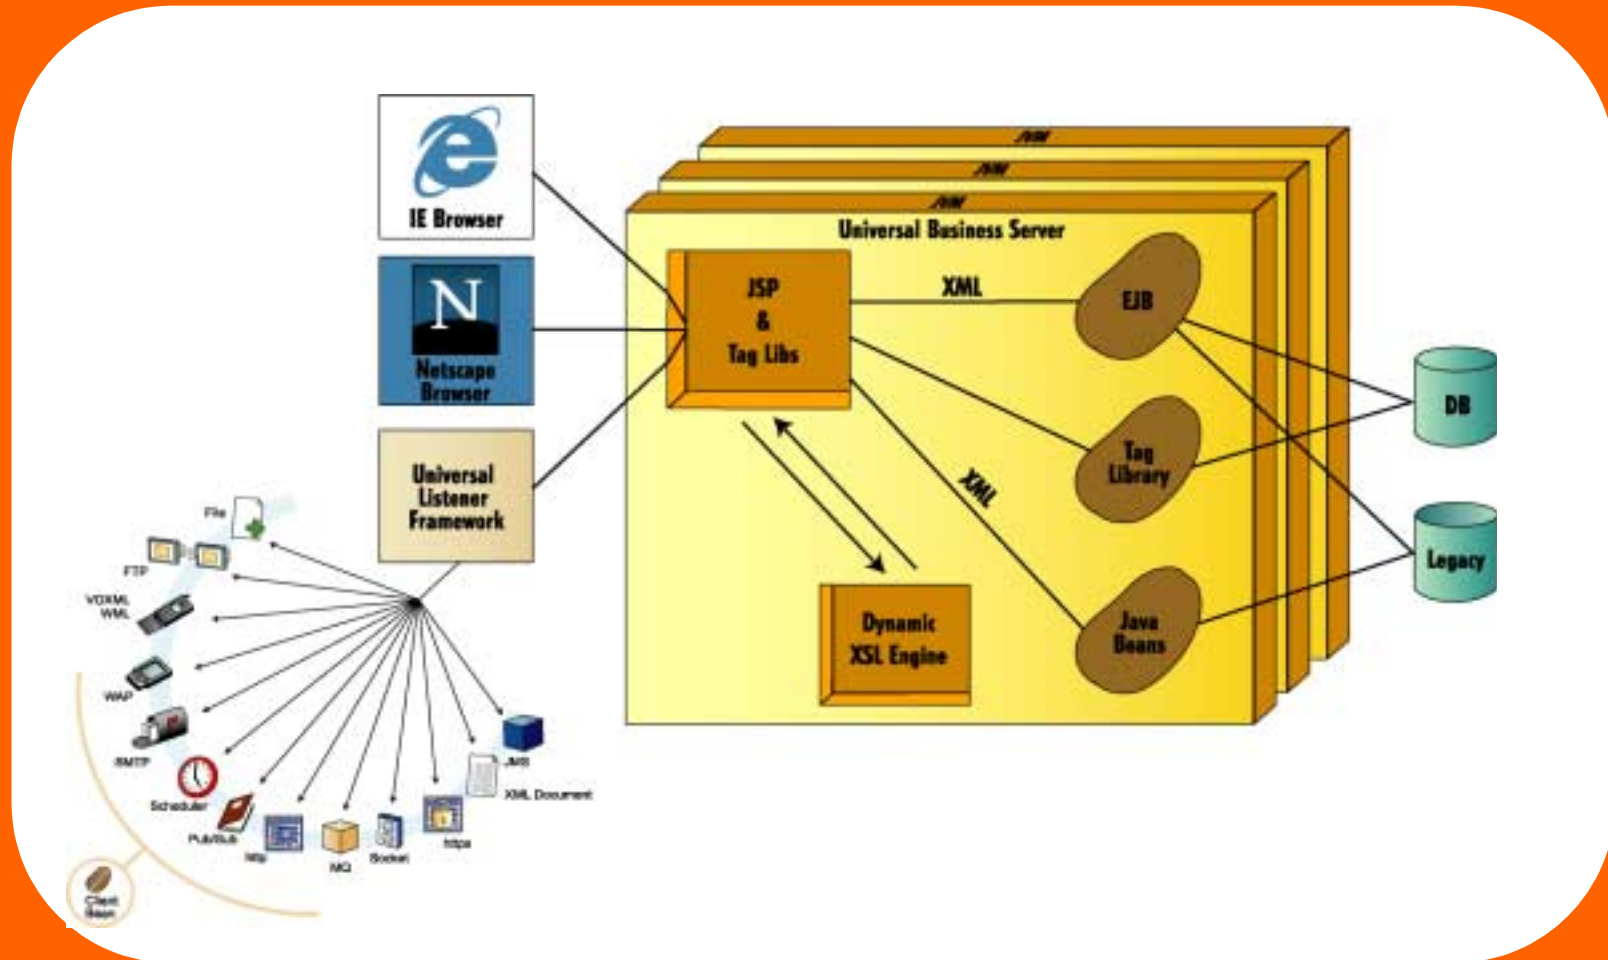 JVM
JVM
JVM
Universal Business Server
IE Browser
N
Netscape
Browser
Universal
Listener
Framework
JSP
&
Tag Libs
XML
EJB
Tag
Library
XML
Java
Beans
Dynamic
XSL Engine
DB
Legacy
File
FTP
VOXML
WML
WAP
SMTP
Scheduler
Pub/Sub
http
MQ
Socket
https
XML Document
JMS
Client
Bean